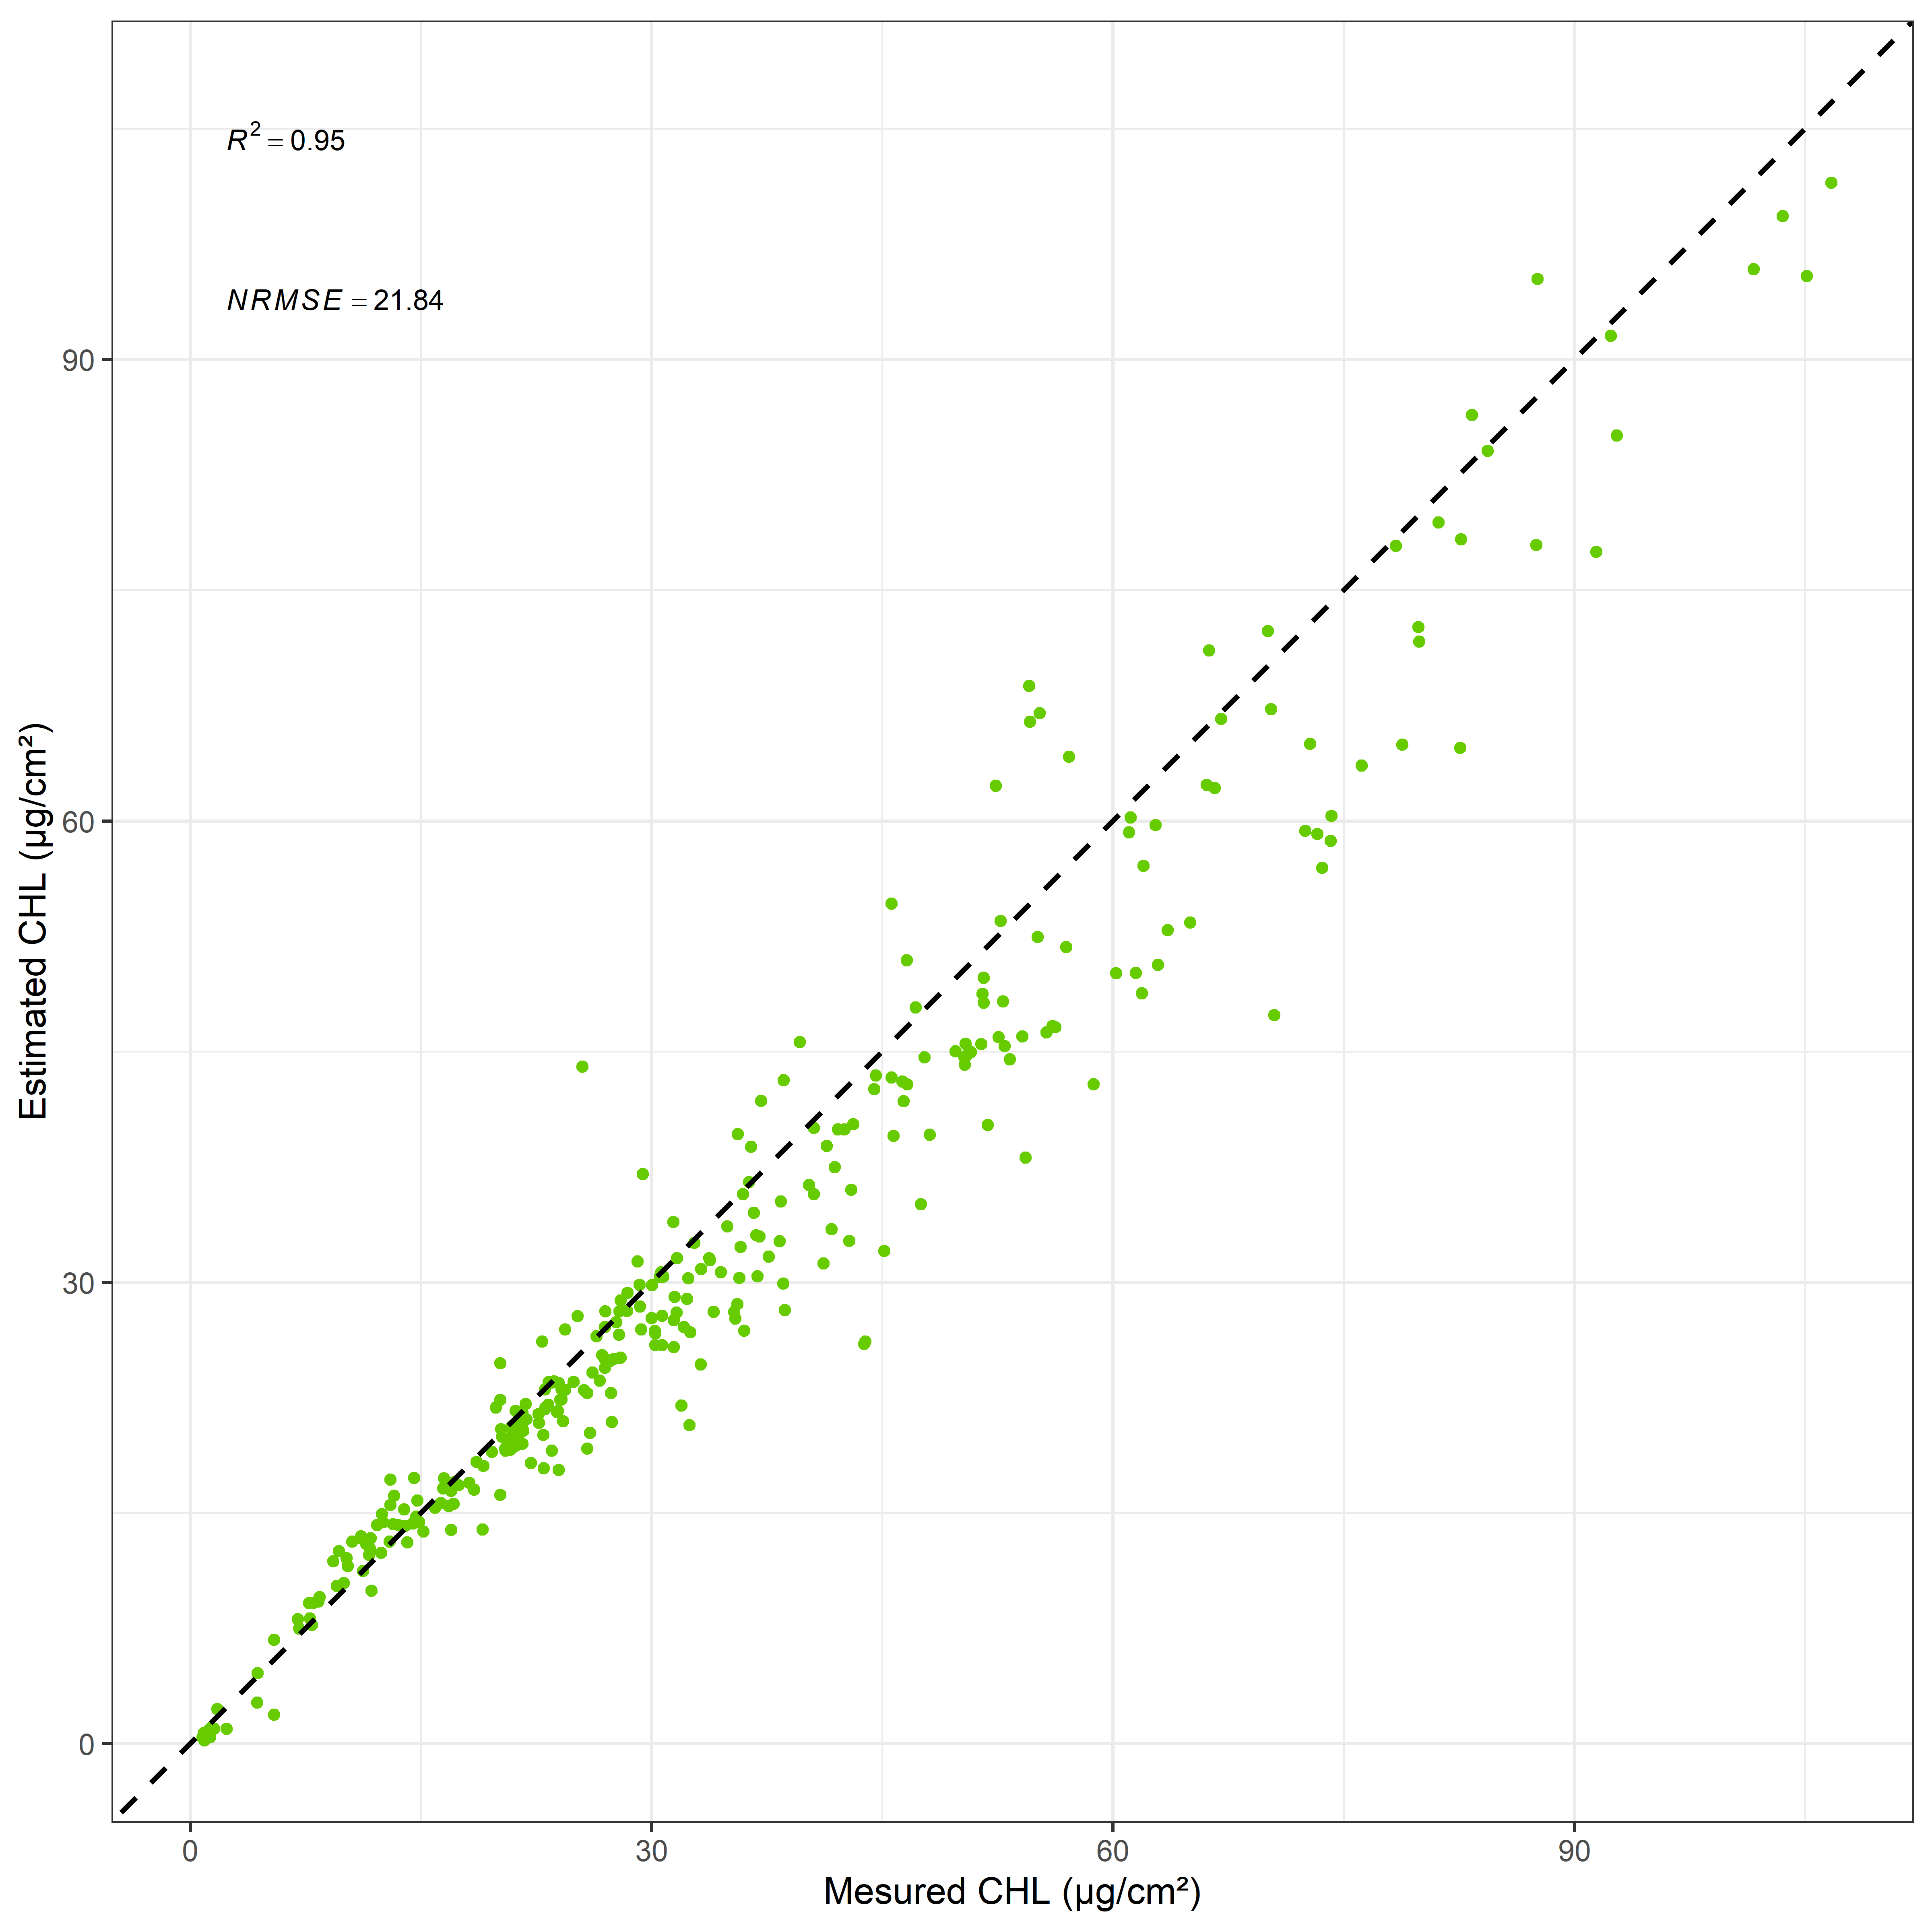 R² = 0.95
NRMSE = 21.84
90
60
30
0
Estimated CHL (µg/cm²)
0 30 60 90
Mesured CHL (µg/cm²)